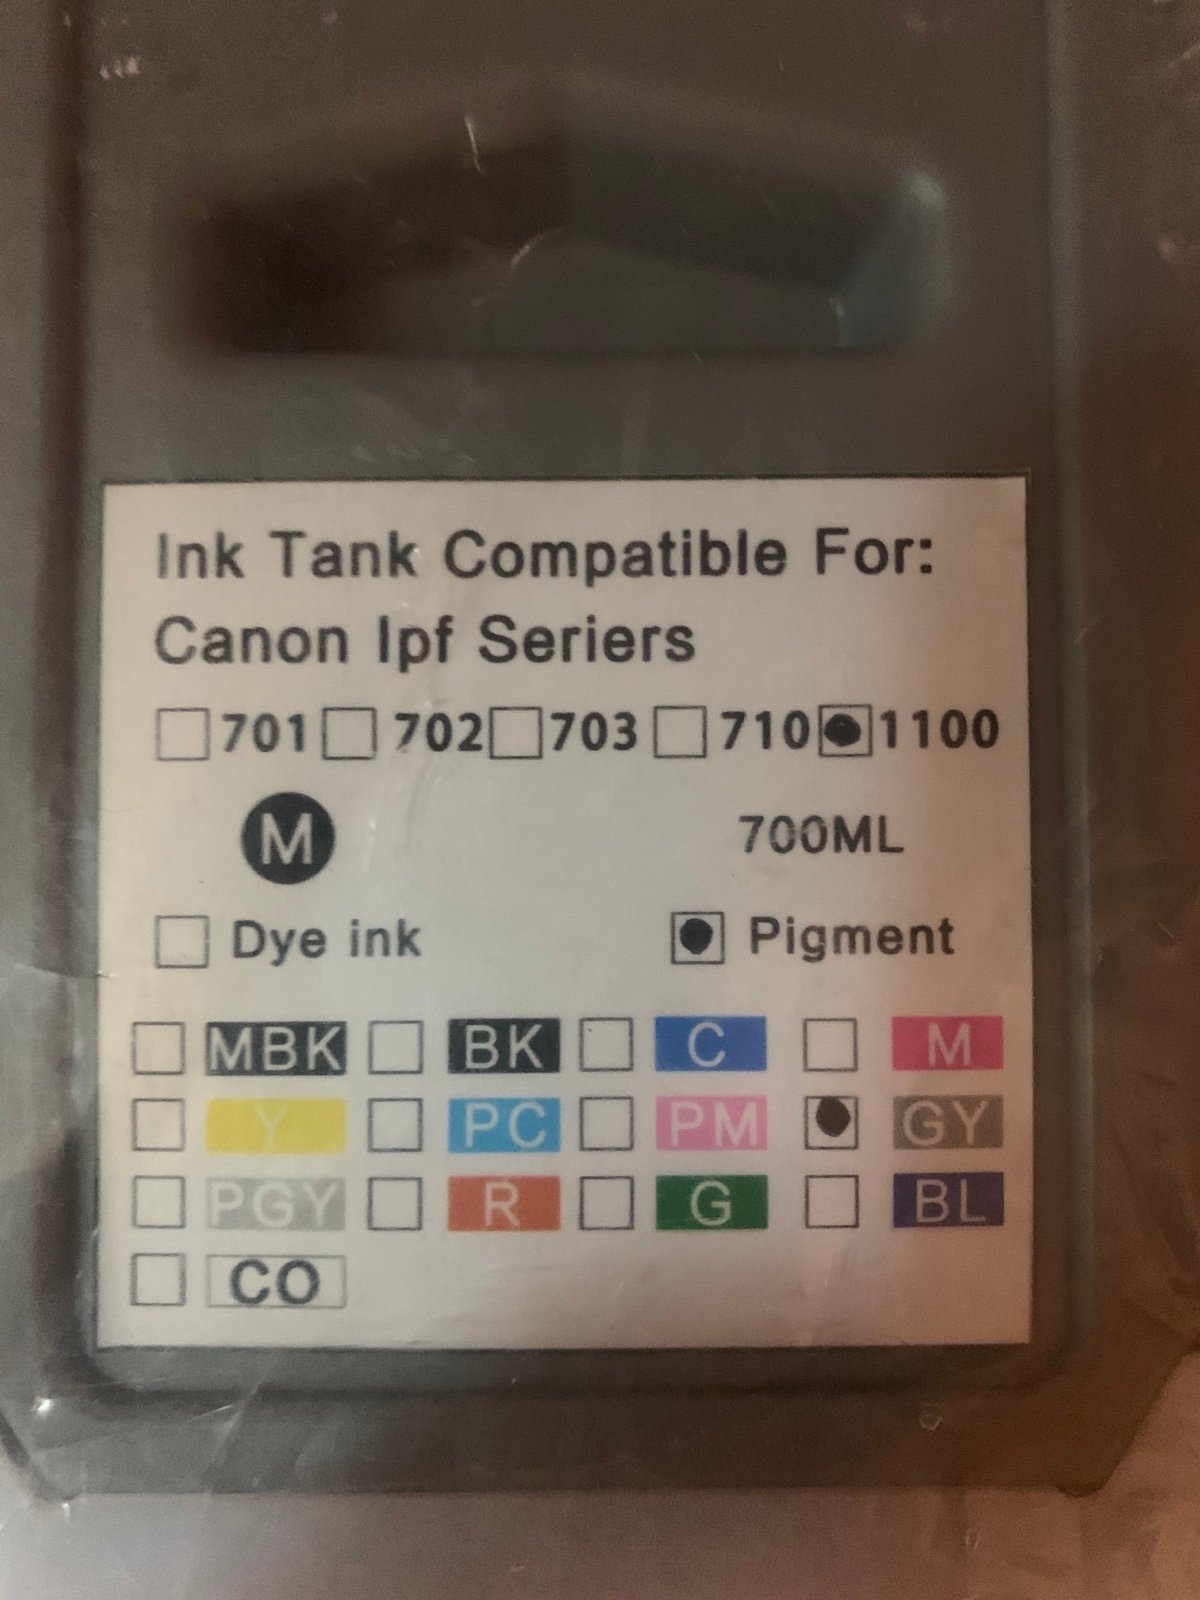 Ink Tank Compatible For:
Canon Ipf Seriers
701 702 703 710 1100
M 700ML
Dye ink Pigment
MBK BK C M
Y PC PM GY
PGY R G BL
CO